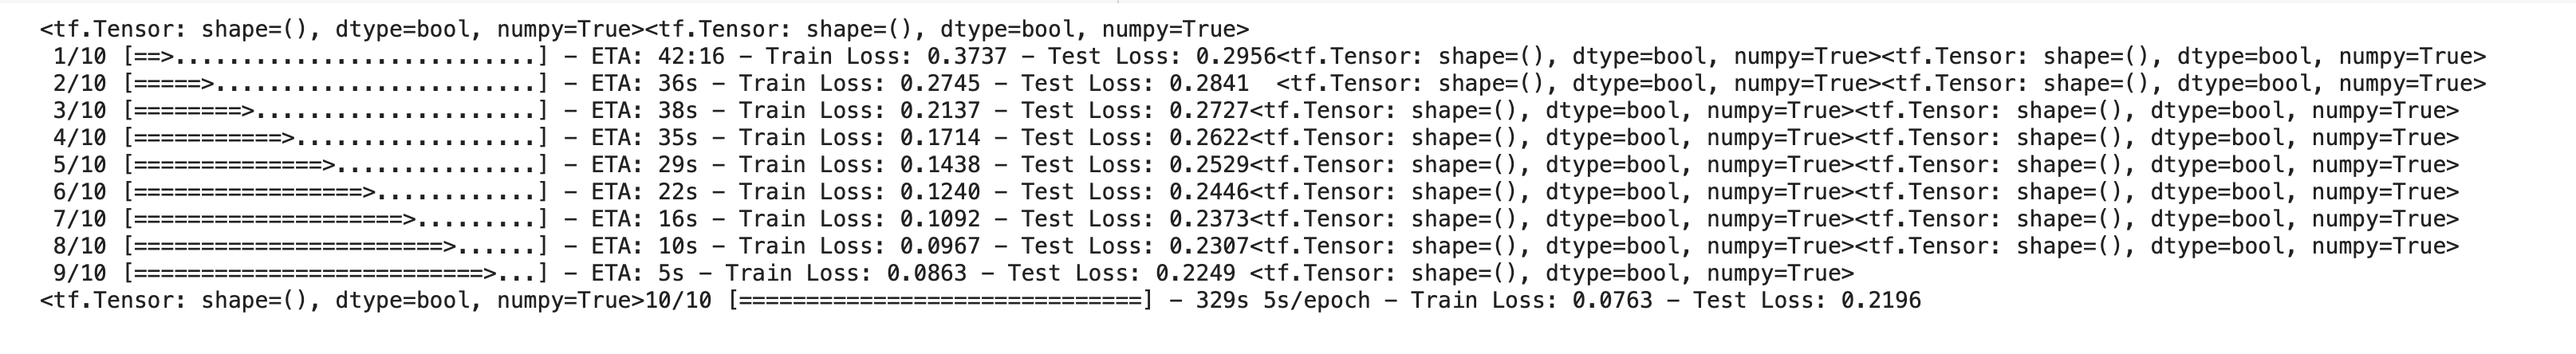 <tf.Tensor: shape=(), dtype=bool, numpy=True><tf.Tensor: shape=(), dtype=bool, numpy=True>
1/10 [==>...........................] – ETA: 42:16 – Train Loss: 0.3737 – Test Loss: 0.2956<tf.Tensor: shape=(), dtype=bool, numpy=True><tf.Tensor: shape=(), dtype=bool, numpy=True>
2/10 [=====>........................] – ETA: 36s – Train Loss: 0.2745 – Test Loss: 0.2841  <tf.Tensor: shape=(), dtype=bool, numpy=True><tf.Tensor: shape=(), dtype=bool, numpy=True>
3/10 [========>.....................] – ETA: 38s – Train Loss: 0.2137 – Test Loss: 0.2727<tf.Tensor: shape=(), dtype=bool, numpy=True><tf.Tensor: shape=(), dtype=bool, numpy=True>
4/10 [===========>..................] – ETA: 35s – Train Loss: 0.1714 – Test Loss: 0.2622<tf.Tensor: shape=(), dtype=bool, numpy=True><tf.Tensor: shape=(), dtype=bool, numpy=True>
5/10 [==============>...............] – ETA: 29s – Train Loss: 0.1438 – Test Loss: 0.2529<tf.Tensor: shape=(), dtype=bool, numpy=True><tf.Tensor: shape=(), dtype=bool, numpy=True>
6/10 [=================>............] – ETA: 22s – Train Loss: 0.1240 – Test Loss: 0.2446<tf.Tensor: shape=(), dtype=bool, numpy=True><tf.Tensor: shape=(), dtype=bool, numpy=True>
7/10 [====================>.........] – ETA: 16s – Train Loss: 0.1092 – Test Loss: 0.2373<tf.Tensor: shape=(), dtype=bool, numpy=True><tf.Tensor: shape=(), dtype=bool, numpy=True>
8/10 [=======================>......] – ETA: 10s – Train Loss: 0.0967 – Test Loss: 0.2307<tf.Tensor: shape=(), dtype=bool, numpy=True><tf.Tensor: shape=(), dtype=bool, numpy=True>
9/10 [==========================>...] – ETA: 5s – Train Loss: 0.0863 – Test Loss: 0.2249 <tf.Tensor: shape=(), dtype=bool, numpy=True>
<tf.Tensor: shape=(), dtype=bool, numpy=True>10/10 [==============================] – 329s 5s/epoch – Train Loss: 0.0763 – Test Loss: 0.2196